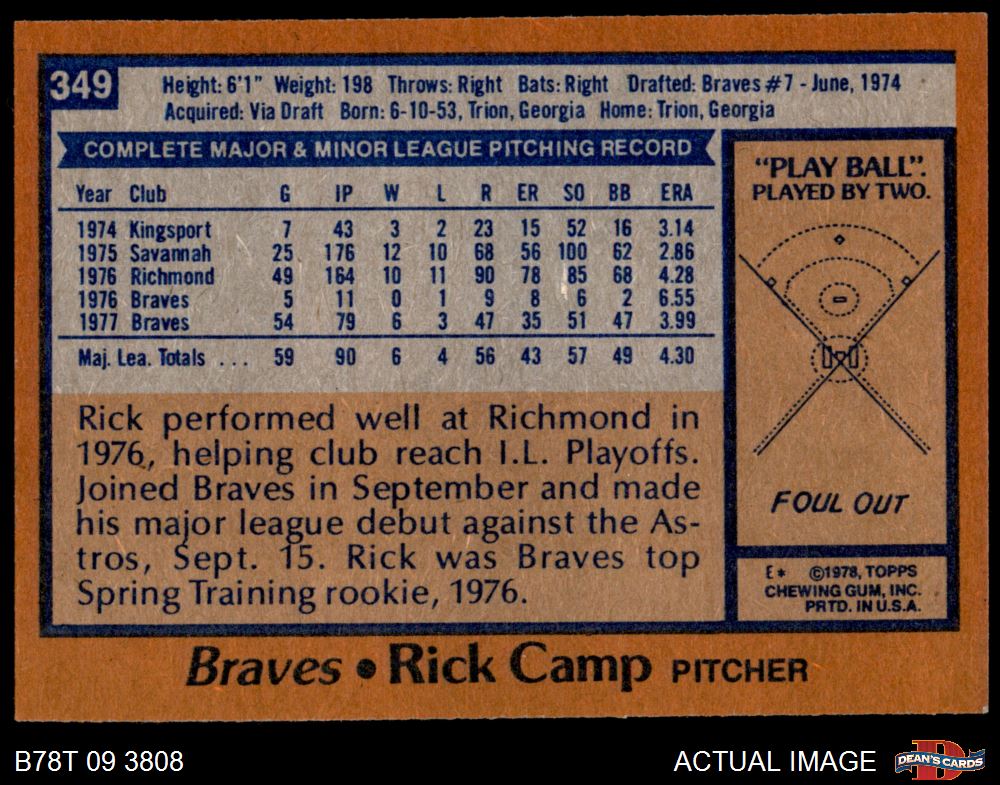 349
Height: 6'1" Weight: 198 Throws: Right Bats: Right Drafted: Braves #7 - June, 1974
Acquired: Via Draft Born: 6-10-53, Trion, Georgia Home: Trion, Georgia
COMPLETE MAJOR & MINOR LEAGUE PITCHING RECORD
Year Club G IP W L R ER SO BB ERA
1974 Kingsport 7 43 3 2 23 15 52 16 3.14
1975 Savannah 25 176 12 10 68 56 100 62 2.86
1976 Richmond 49 164 10 11 90 78 85 68 4.28
1976 Braves 5 11 0 1 9 8 6 2 6.55
1977 Braves 54 79 6 3 47 35 51 47 3.99
Maj. Lea. Totals ... 59 90 6 4 56 43 57 49 4.30
Rick performed well at Richmond in
1976, helping club reach I.L. Playoffs.
Joined Braves in September and made
his major league debut against the As-
tros, Sept. 15. Rick was Braves top
Spring Training rookie, 1976.
"PLAY BALL".
PLAYED BY TWO.
FOUL OUT
E* ©1978, TOPPS
CHEWING GUM, INC.
PRTD. IN U.S.A.
Braves • Rick Camp PITCHER
B78T 09 3808
ACTUAL IMAGE
D
DEAN'S CARDS